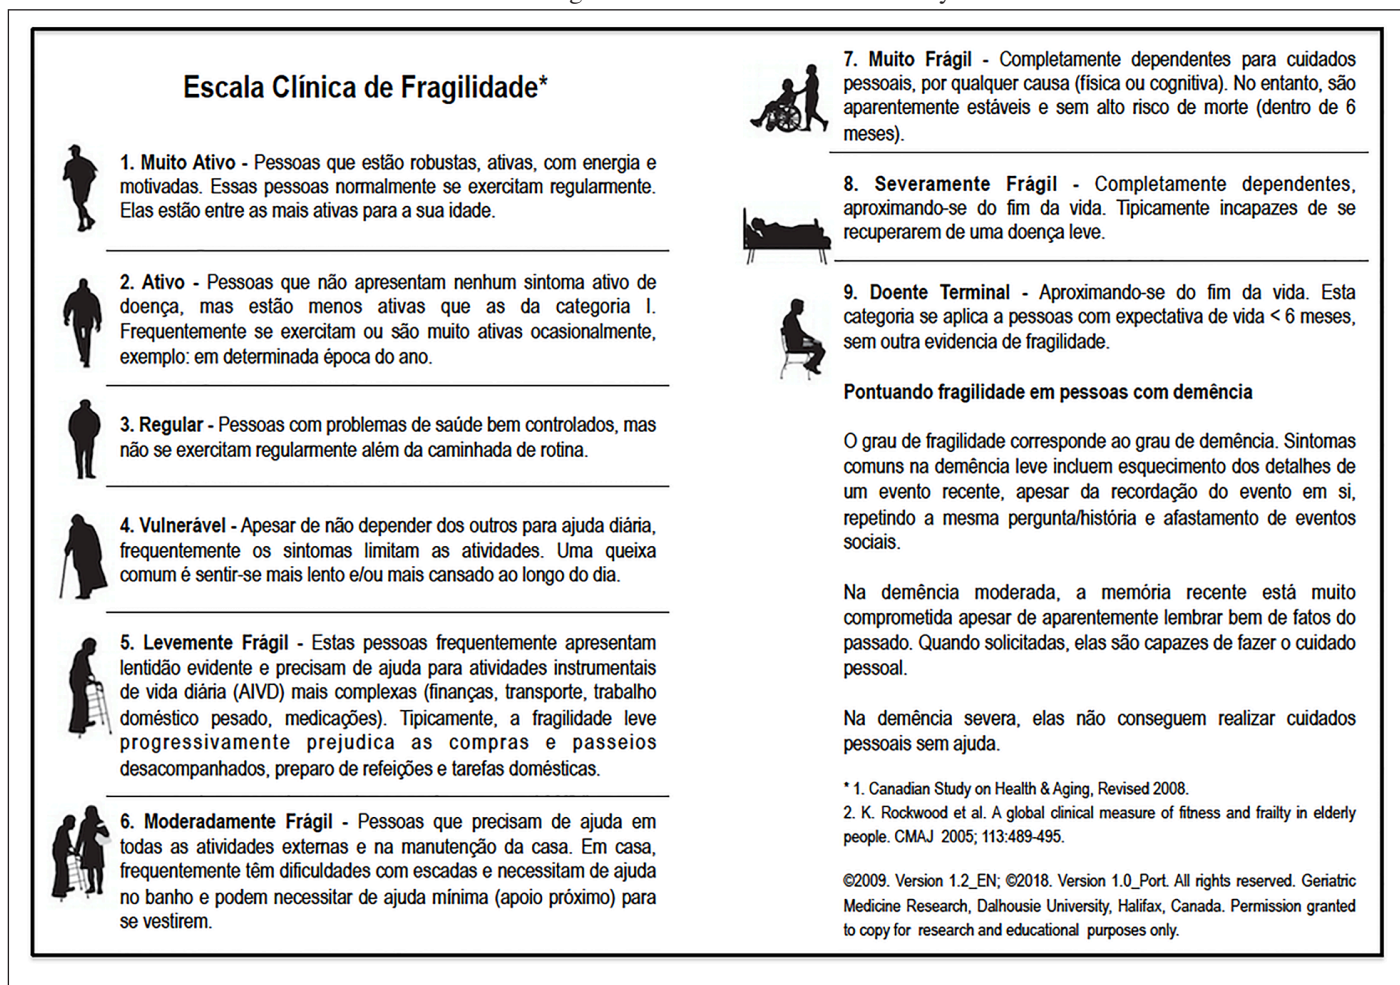 Escala Clínica de Fragilidade*
1. Muito Ativo - Pessoas que estão robustas, ativas, com energia e
motivadas. Essas pessoas normalmente se exercitam regularmente.
Elas estão entre as mais ativas para a sua idade.
2. Ativo - Pessoas que não apresentam nenhum sintoma ativo de
doença, mas estão menos ativas que as da categoria I.
Frequentemente se exercitam ou são muito ativas ocasionalmente,
exemplo: em determinada época do ano.
3. Regular - Pessoas com problemas de saúde bem controlados, mas
não se exercitam regularmente além da caminhada de rotina.
4. Vulnerável - Apesar de não depender dos outros para ajuda diária,
frequentemente os sintomas limitam as atividades. Uma queixa
comum é sentir-se mais lento e/ou mais cansado ao longo do dia.
5. Levemente Frágil - Estas pessoas frequentemente apresentam
lentidão evidente e precisam de ajuda para atividades instrumentais
de vida diária (AIVD) mais complexas (finanças, transporte, trabalho
doméstico pesado, medicações). Tipicamente, a fragilidade leve
progressivamente prejudica as compras e passeios
desacompanhados, preparo de refeições e tarefas domésticas.
6. Moderadamente Frágil - Pessoas que precisam de ajuda em
todas as atividades externas e na manutenção da casa. Em casa,
frequentemente têm dificuldades com escadas e necessitam de ajuda
no banho e podem necessitar de ajuda mínima (apoio próximo) para
se vestirem.
7. Muito Frágil - Completamente dependentes para cuidados
pessoais, por qualquer causa (física ou cognitiva). No entanto, são
aparentemente estáveis e sem alto risco de morte (dentro de 6
meses).
8. Severamente Frágil - Completamente dependentes,
aproximando-se do fim da vida. Tipicamente incapazes de se
recuperarem de uma doença leve.
9. Doente Terminal - Aproximando-se do fim da vida. Esta
categoria se aplica a pessoas com expectativa de vida < 6 meses,
sem outra evidencia de fragilidade.
Pontuando fragilidade em pessoas com demência
O grau de fragilidade corresponde ao grau de demência. Sintomas
comuns na demência leve incluem esquecimento dos detalhes de
um evento recente, apesar da recordação do evento em si,
repetindo a mesma pergunta/história e afastamento de eventos
sociais.
Na demência moderada, a memória recente está muito
comprometida apesar de aparentemente lembrar bem de fatos do
passado. Quando solicitadas, elas são capazes de fazer o cuidado
pessoal.
Na demência severa, elas não conseguem realizar cuidados
pessoais sem ajuda.
* 1. Canadian Study on Health & Aging, Revised 2008.
2. K. Rockwood et al. A global clinical measure of fitness and frailty in elderly
people. CMAJ 2005; 113:489-495.
©2009. Version 1.2_EN; ©2018. Version 1.0_Port. All rights reserved. Geriatric
Medicine Research, Dalhousie University, Halifax, Canada. Permission granted
to copy for research and educational purposes only.